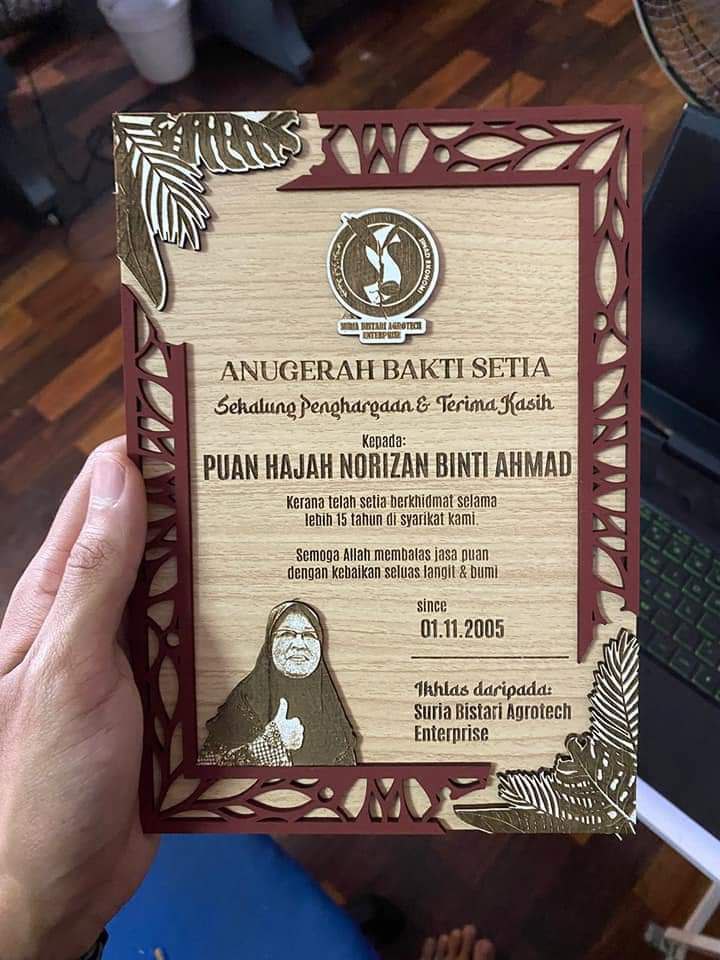 JIHAD EKONOMI
SURIA BISTARI AGROTECH
ENTERPRISE
ANUGERAH BAKTI SETIA
Sekalung Penghargaan & Terima Kasih
Kepada:
PUAN HAJAH NORIZAN BINTI AHMAD
Kerana telah setia berkhidmat selama
lebih 15 tahun di syarikat kami.
Semoga Allah membalas jasa puan
dengan kebaikan seluas langit & bumi
since
01.11.2005
Ikhlas daripada:
Suria Bistari Agrotech
Enterprise